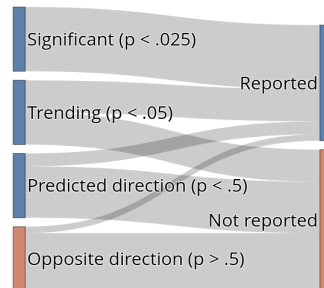 Significant (p < .025)
Reported
Trending (p < .05)
Predicted direction (p < .5)
Not reported
Opposite direction (p > .5)